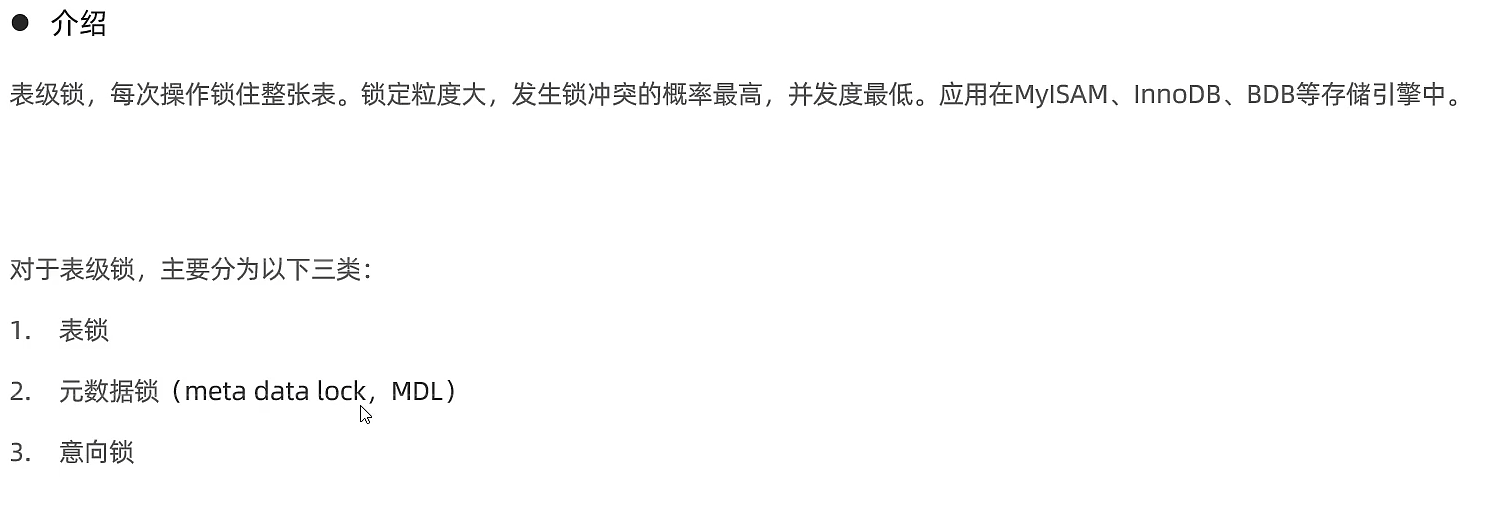 ● 介绍
表级锁，每次操作锁住整张表。锁定粒度大，发生锁冲突的概率最高，并发度最低。应用在MyISAM、InnoDB、BDB等存储引擎中。
对于表级锁，主要分为以下三类：
1. 表锁
2. 元数据锁（meta data lock，MDL）
3. 意向锁